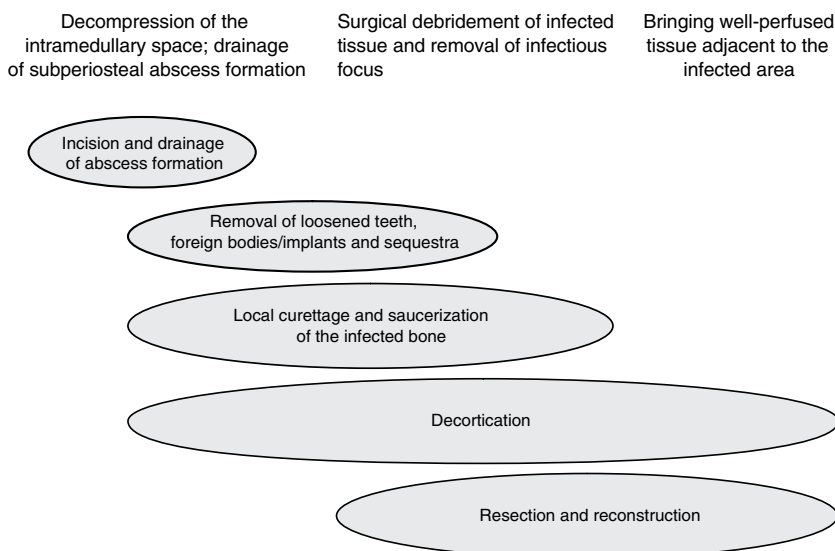 Decompression of the
intramedullary space; drainage
of subperiosteal abscess formation
Surgical debridement of infected
tissue and removal of infectious
focus
Bringing well-perfused
tissue adjacent to the
infected area
Incision and drainage
of abscess formation
Removal of loosened teeth,
foreign bodies/implants and sequestra
Local curettage and saucerization
of the infected bone
Decortication
Resection and reconstruction